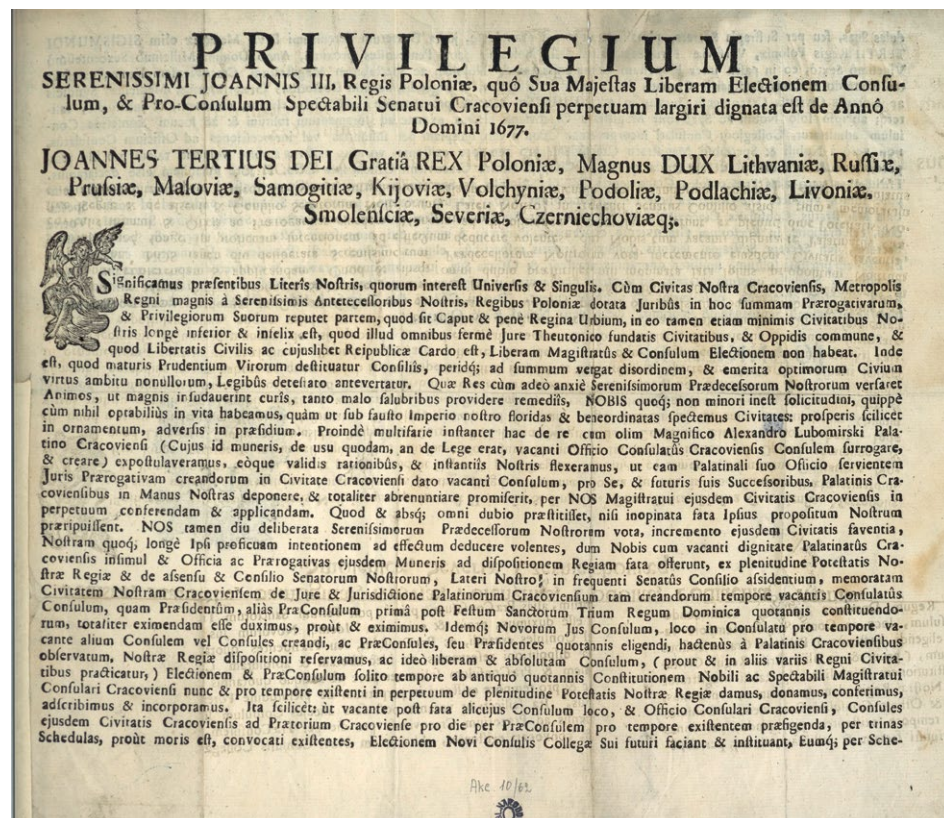 PRIVILEGIUM
SERENISSIMI JOANNIS III, Regis Poloniæ, quô Sua Majeſtas Liberam Electionem Conſu-
lum, & Pro-Conſulum Spectabili Senatui Cracovienſi perpetuam largiri dignata eſt de Annô
Domini 1677.
JOANNES TERTIUS DEI Gratiâ REX Poloniæ, Magnus DUX Lithvaniæ, Ruſſiæ,
Pruſsiæ, Maſoviæ, Samogitiæ, Kijoviæ, Volchyniæ, Podoliæ, Podlachiæ, Livoniæ,
Smolenſciæ, Severiæ, Czerniechoviæq;.
Significamus præſentibus Literis Noſtris, quorum intereſt Univerſis & Singulis. Cùm Civitas Noſtra Cracovienſis, Metropolis
Regni magnis à Sereniſsimis Anteceſſoribus Noſtris, Regibus Poloniæ dotata Juribûs in hoc ſummam Prærogativarum,
& Privilegiorum Suorum reputet partem, quod ſit Caput & penè Regina Urbium, in eo tamen etiam minimis Civitatibus No-
ſtris longè inferior & infelix eſt, quod illud omnibus fermè Jure Theutonico fundatis Civitatibus, & Oppidis commune, &
quod Libertatis Civilis ac cujuslibet Reipublicæ Cardo eſt, Liberam Magiſtratûs & Conſulum Electionem non habeat. Inde
eſt, quod maturis Prudentium Virorum deſtituatur Conſiliis, peridq; ad ſummum vergat disordinem, & emerita optimorum Civium
virtus ambitu nonullorum, Legibûs deteſtato antevertatur. Quæ Res cùm adeò anxiè Sereniſsimorum Prædeceſſorum Noſtrorum verſaret
Animos, ut magnis inſudaverint curîs, tanto malo ſalubribus providere remediîs, NOBIS quoq; non minori ineſt ſolicitudini, quippè
cùm nihil optabiliùs in vita habeamus, quàm ut ſub fauſto Imperio noſtro floridas & beneordinatas ſpectemus Civitates: proſperis ſcilicet
in ornamentum, adverſis in præſidium. Proindè multifarie inſtanter hac de re cum olim Magnifico Alexandro Lubomirski Pala-
tino Cracovienſi (Cujus id muneris, de usu quodam, an de Lege erat, vacanti Officio Conſulatûs Cracovienſis Conſulem ſurrogare,
& creare) expoſtulaveramus, eòque validis rationibûs, & inſtantiîs Noſtris flexeramus, ut eam Palatinali ſuo Officio ſervientem
Juris Prærogativam creandorum in Civitate Cracovienſi dato vacanti Conſulum, pro Se, & futuris ſuis Succeſſoribus, Palatinis Cra-
covienſibus in Manus Noſtras deponere, & totaliter abrenuntiare promiſerit, per NOS Magiſtratui ejusdem Civitatis Cracovienſis in
perpetuum conferendam & applicandam. Quod & absq; omni dubio præſtitiſſet, niſi inopinata fata Ipſius propoſitum Noſtrum
præripuiſſent. NOS tamen diu deliberata Sereniſsimorum Prædeceſſorum Noſtrorum vota, incremento ejusdem Civitatis faventia,
Noſtram quoq; longè Ipſi proficuam intentionem ad effectum deducere volentes, dum Nobis cum vacanti dignitate Palatinatûs Cra-
covienſis inſimul & Officia ac Prærogativas ejusdem Muneris ad diſpoſitionem Regiam fata offerunt, ex plenitudine Poteſtatis No-
ſtræ Regiæ & de aſſenſu & Conſilio Senatorum Noſtrorum, Lateri Noſtro, in frequenti Senatûs Conſilio aſsidentium, memoratam
Civitatem Noſtram Cracovienſem de Jure & Jurisdictione Palatinorum Cracovienſium tam creandorum tempore vacantis Conſulatûs
Conſulum, quam Præſidentûm, aliàs PræConſulum primâ poſt Feſtum Sanctorum Trium Regum Dominica quotannis conſtituendo-
rum, totaliter eximendam eſſe duximus, proùt & eximimus. Idemq; Novorum Jus Conſulum, loco in Conſulatu pro tempore va-
cante alium Conſulem vel Conſules creandi, ac PræConſules, ſeu Præſidentes quotannis eligendi, hactenùs à Palatinis Cracovienſibus
obſervatum, Noſtræ Regiæ diſpoſitioni reſervamus, ac ideò liberam & abſolutam Conſulum, (prout & in aliis variis Regni Civita-
tibus practicatur,) Electionem & PræConſulum ſolito tempore ab antiquo quotannis Conſtitutionem Nobili ac Spectabili Magiſtratui
Conſulari Cracovienſi nunc & pro tempore exiſtenti in perpetuum de plenitudine Poteſtatis Noſtræ Regiæ damus, donamus, conferimus,
adſcribimus & incorporamus. Ita ſcilicet: ùt vacante poſt fata alicujus Conſulum loco, & Officio Conſulari Cracovienſi, Conſules
ejusdem Civitatis Cracovienſis ad Prætorium Cracovienſe pro die per PræConſulem pro tempore exiſtentem præfigenda, per trinas
Schedulas, proùt moris eſt, convocati exiſtentes, Electionem Novi Conſulis Collegæ Sui futuri faciant & inſtituant, Eumq; per Sche-
Akc 10/62